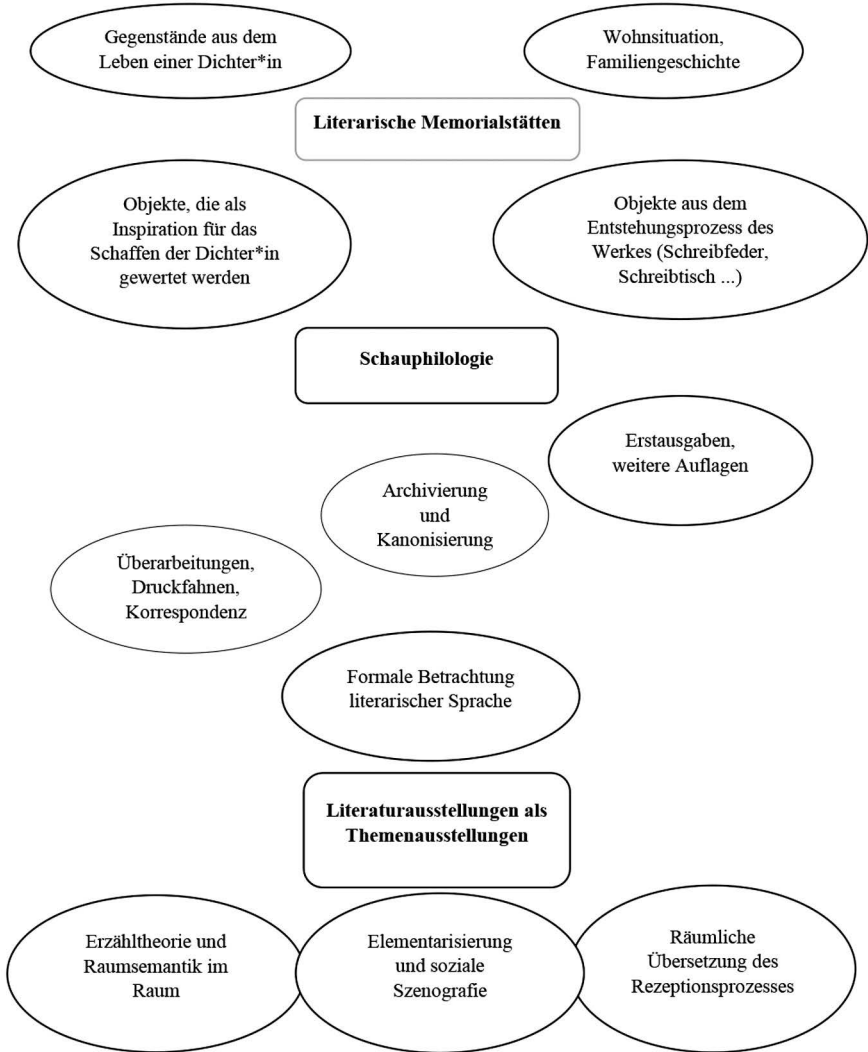 Gegenstände aus dem
Leben einer Dichter*in
Wohnsituation,
Familiengeschichte
Literarische Memorialstätten
Objekte, die als
Inspiration für das
Schaffen der Dichter*in
gewertet werden
Objekte aus dem
Entstehungsprozess des
Werkes (Schreibfeder,
Schreibtisch ...)
Schauphilologie
Erstausgaben,
weitere Auflagen
Archivierung
und
Kanonisierung
Überarbeitungen,
Druckfahnen,
Korrespondenz
Formale Betrachtung
literarischer Sprache
Literaturausstellungen als
Themenausstellungen
Erzähltheorie und
Raumsemantik im
Raum
Elementarisierung
und soziale
Szenografie
Räumliche
Übersetzung des
Rezeptionsprozesses